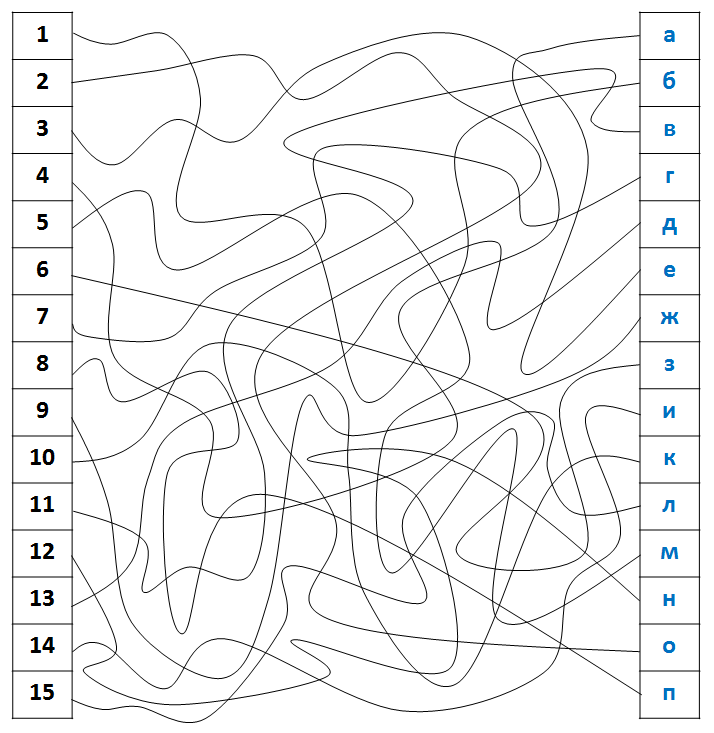 1 а
2 б
3 в
4 г
5 д
6 е
7 ж
8 з
9 и
10 к
11 л
12 м
13 н
14 о
15 п